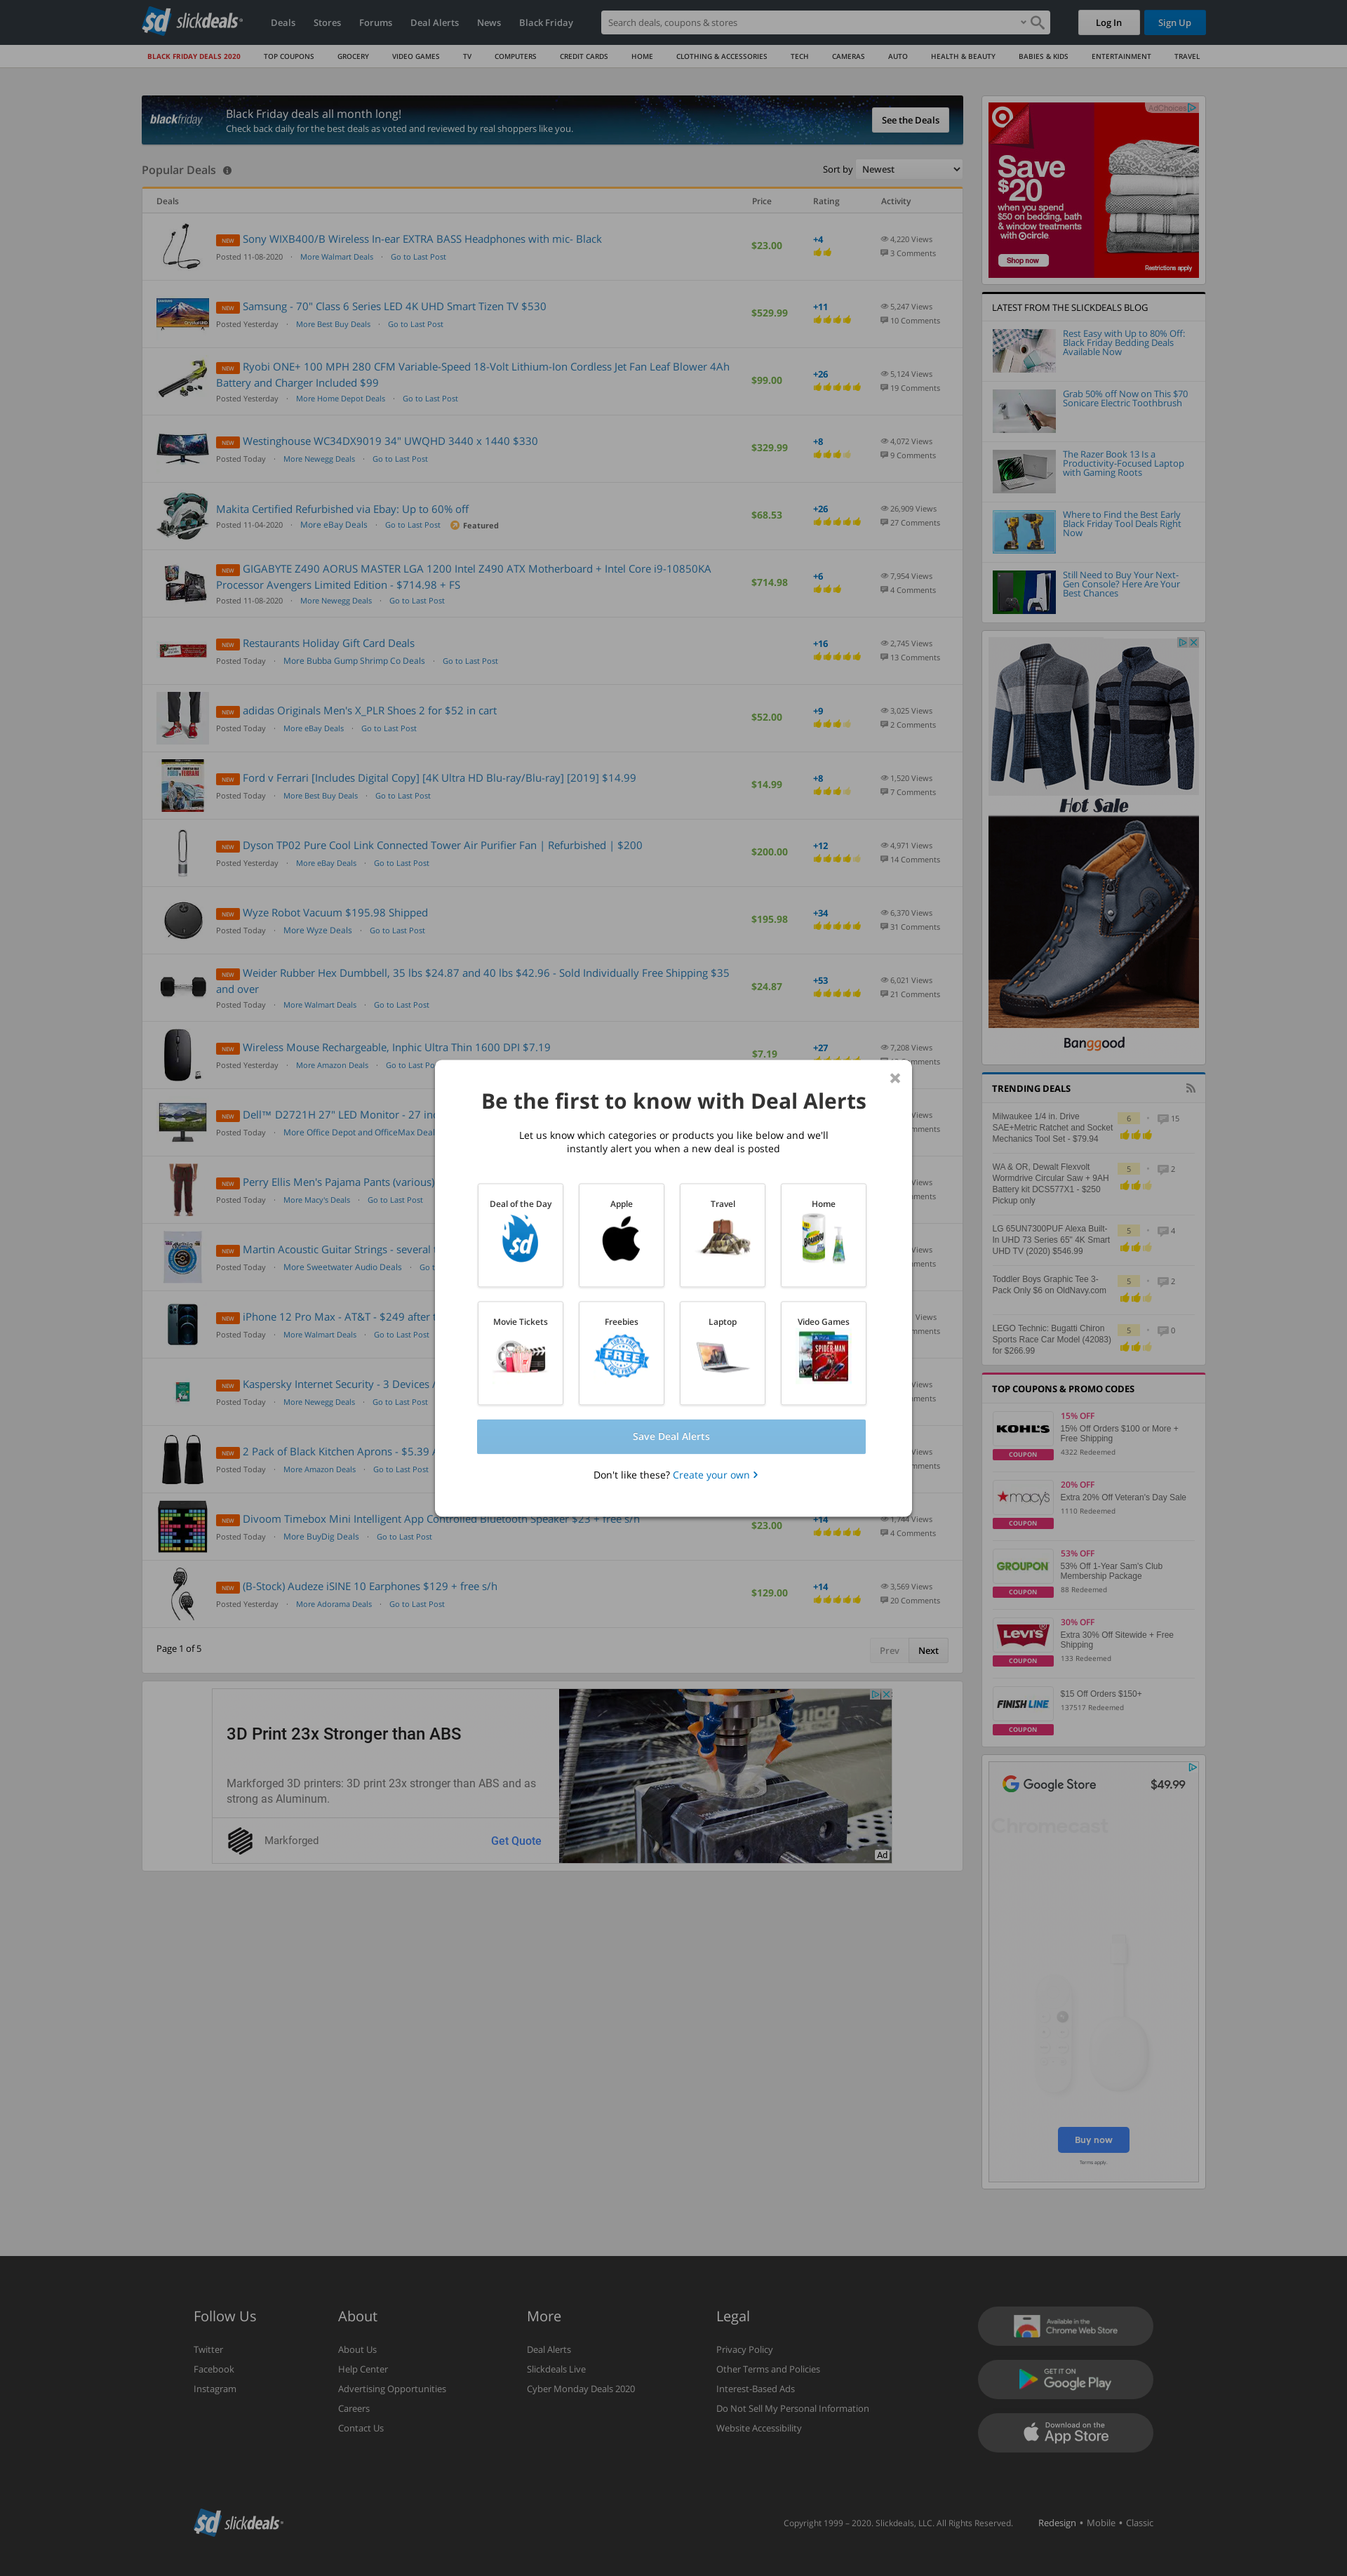 sd slickdeals
Deals Stores Forums Deal Alerts News Black Friday
Search deals, coupons & stores
Log In Sign Up
BLACK FRIDAY DEALS 2020 TOP COUPONS GROCERY VIDEO GAMES TV COMPUTERS CREDIT CARDS HOME CLOTHING & ACCESSORIES TECH CAMERAS AUTO HEALTH & BEAUTY BABIES & KIDS ENTERTAINMENT TRAVEL
blackfriday
Black Friday deals all month long!
Check back daily for the best deals as voted and reviewed by real shoppers like you.
See the Deals
Popular Deals
Sort by Newest
Deals Price Rating Activity
NEW Sony WIXB400/B Wireless In-ear EXTRA BASS Headphones with mic- Black
Posted 11-08-2020 · More Walmart Deals · Go to Last Post
$23.00 +4 4,220 Views
3 Comments
NEW Samsung - 70" Class 6 Series LED 4K UHD Smart Tizen TV $530
Posted Yesterday · More Best Buy Deals · Go to Last Post
$529.99 +11 5,247 Views
10 Comments
NEW Ryobi ONE+ 100 MPH 280 CFM Variable-Speed 18-Volt Lithium-Ion Cordless Jet Fan Leaf Blower 4Ah
Battery and Charger Included $99
Posted Yesterday · More Home Depot Deals · Go to Last Post
$99.00 +26 5,124 Views
19 Comments
NEW Westinghouse WC34DX9019 34" UWQHD 3440 x 1440 $330
Posted Today · More Newegg Deals · Go to Last Post
$329.99 +8 4,072 Views
9 Comments
Makita Certified Refurbished via Ebay: Up to 60% off
Posted 11-04-2020 · More eBay Deals · Go to Last Post Featured
$68.53 +26 26,909 Views
27 Comments
NEW GIGABYTE Z490 AORUS MASTER LGA 1200 Intel Z490 ATX Motherboard + Intel Core i9-10850KA
Processor Avengers Limited Edition - $714.98 + FS
Posted 11-08-2020 · More Newegg Deals · Go to Last Post
$714.98 +6 7,954 Views
4 Comments
NEW Restaurants Holiday Gift Card Deals
Posted Today · More Bubba Gump Shrimp Co Deals · Go to Last Post
+16 2,745 Views
13 Comments
NEW adidas Originals Men's X_PLR Shoes 2 for $52 in cart
Posted Today · More eBay Deals · Go to Last Post
$52.00 +9 3,025 Views
2 Comments
NEW Ford v Ferrari [Includes Digital Copy] [4K Ultra HD Blu-ray/Blu-ray] [2019] $14.99
Posted Today · More Best Buy Deals · Go to Last Post
$14.99 +8 1,520 Views
7 Comments
NEW Dyson TP02 Pure Cool Link Connected Tower Air Purifier Fan | Refurbished | $200
Posted Yesterday · More eBay Deals · Go to Last Post
$200.00 +12 4,971 Views
14 Comments
NEW Wyze Robot Vacuum $195.98 Shipped
Posted Today · More Wyze Deals · Go to Last Post
$195.98 +34 6,370 Views
31 Comments
NEW Weider Rubber Hex Dumbbell, 35 lbs $24.87 and 40 lbs $42.96 - Sold Individually Free Shipping $35
and over
Posted Today · More Walmart Deals · Go to Last Post
$24.87 +53 6,021 Views
21 Comments
NEW Wireless Mouse Rechargeable, Inphic Ultra Thin 1600 DPI $7.19
Posted Yesterday · More Amazon Deals · Go to Last Po
$7.19 +27 7,208 Views
NEW Dell™ D2721H 27" LED Monitor - 27 in
Posted Today · More Office Depot and OfficeMax Deal
NEW Perry Ellis Men's Pajama Pants (various)
Posted Today · More Macy's Deals · Go to Last Post
NEW Martin Acoustic Guitar Strings - several
Posted Today · More Sweetwater Audio Deals · Go t
NEW iPhone 12 Pro Max - AT&T - $249 after
Posted Today · More Walmart Deals · Go to Last Post
NEW Kaspersky Internet Security - 3 Devices
Posted Today · More Newegg Deals · Go to Last Post
NEW 2 Pack of Black Kitchen Aprons - $5.39
Posted Today · More Amazon Deals · Go to Last Post
NEW Divoom Timebox Mini Intelligent App Controlled Bluetooth Speaker $23 + free s/h
Posted Today · More BuyDig Deals · Go to Last Post
$23.00 +14 1,744 Views
4 Comments
NEW (B-Stock) Audeze iSINE 10 Earphones $129 + free s/h
Posted Yesterday · More Adorama Deals · Go to Last Post
$129.00 +14 3,569 Views
20 Comments
Page 1 of 5
Prev Next
Be the first to know with Deal Alerts
Let us know which categories or products you like below and we'll
instantly alert you when a new deal is posted
Deal of the Day Apple Travel Home
Movie Tickets Freebies Laptop Video Games
FREE
SPIDER-MAN
Save Deal Alerts
Don't like these? Create your own
3D Print 23x Stronger than ABS
Markforged 3D printers: 3D print 23x stronger than ABS and as
strong as Aluminum.
Markforged Get Quote
Ad
AdChoices
Save
$20
when you spend
$50 on bedding, bath
& window treatments
with circle
Shop now
Restrictions apply
LATEST FROM THE SLICKDEALS BLOG
Rest Easy with Up to 80% Off:
Black Friday Bedding Deals
Available Now
Grab 50% off Now on This $70
Sonicare Electric Toothbrush
The Razer Book 13 Is a
Productivity-Focused Laptop
with Gaming Roots
Where to Find the Best Early
Black Friday Tool Deals Right
Now
Still Need to Buy Your Next-
Gen Console? Here Are Your
Best Chances
Hot Sale
Banggood
TRENDING DEALS
Milwaukee 1/4 in. Drive
SAE+Metric Ratchet and Socket
Mechanics Tool Set - $79.94
6 · 15
WA & OR, Dewalt Flexvolt
Wormdrive Circular Saw + 9AH
Battery kit DCS577X1 - $250
Pickup only
5 · 2
LG 65UN7300PUF Alexa Built-
In UHD 73 Series 65" 4K Smart
UHD TV (2020) $546.99
5 · 4
Toddler Boys Graphic Tee 3-
Pack Only $6 on OldNavy.com
5 · 2
LEGO Technic: Bugatti Chiron
Sports Race Car Model (42083)
for $266.99
5 · 0
TOP COUPONS & PROMO CODES
KOHL'S
COUPON
15% OFF
15% Off Orders $100 or More +
Free Shipping
4322 Redeemed
macy's
COUPON
20% OFF
Extra 20% Off Veteran's Day Sale
1110 Redeemed
GROUPON
COUPON
53% OFF
53% Off 1-Year Sam's Club
Membership Package
88 Redeemed
LEVI'S
COUPON
30% OFF
Extra 30% Off Sitewide + Free
Shipping
133 Redeemed
FINISH LINE
COUPON
$15 Off Orders $150+
137517 Redeemed
Google Store $49.99
Chromecast
Buy now
Terms apply.
Follow Us
Twitter
Facebook
Instagram
About
About Us
Help Center
Advertising Opportunities
Careers
Contact Us
More
Deal Alerts
Slickdeals Live
Cyber Monday Deals 2020
Legal
Privacy Policy
Other Terms and Policies
Interest-Based Ads
Do Not Sell My Personal Information
Website Accessibility
Available in the
Chrome Web Store
GET IT ON
Google Play
Download on the
App Store
sd slickdeals
Copyright 1999 – 2020. Slickdeals, LLC. All Rights Reserved. Redesign • Mobile • Classic